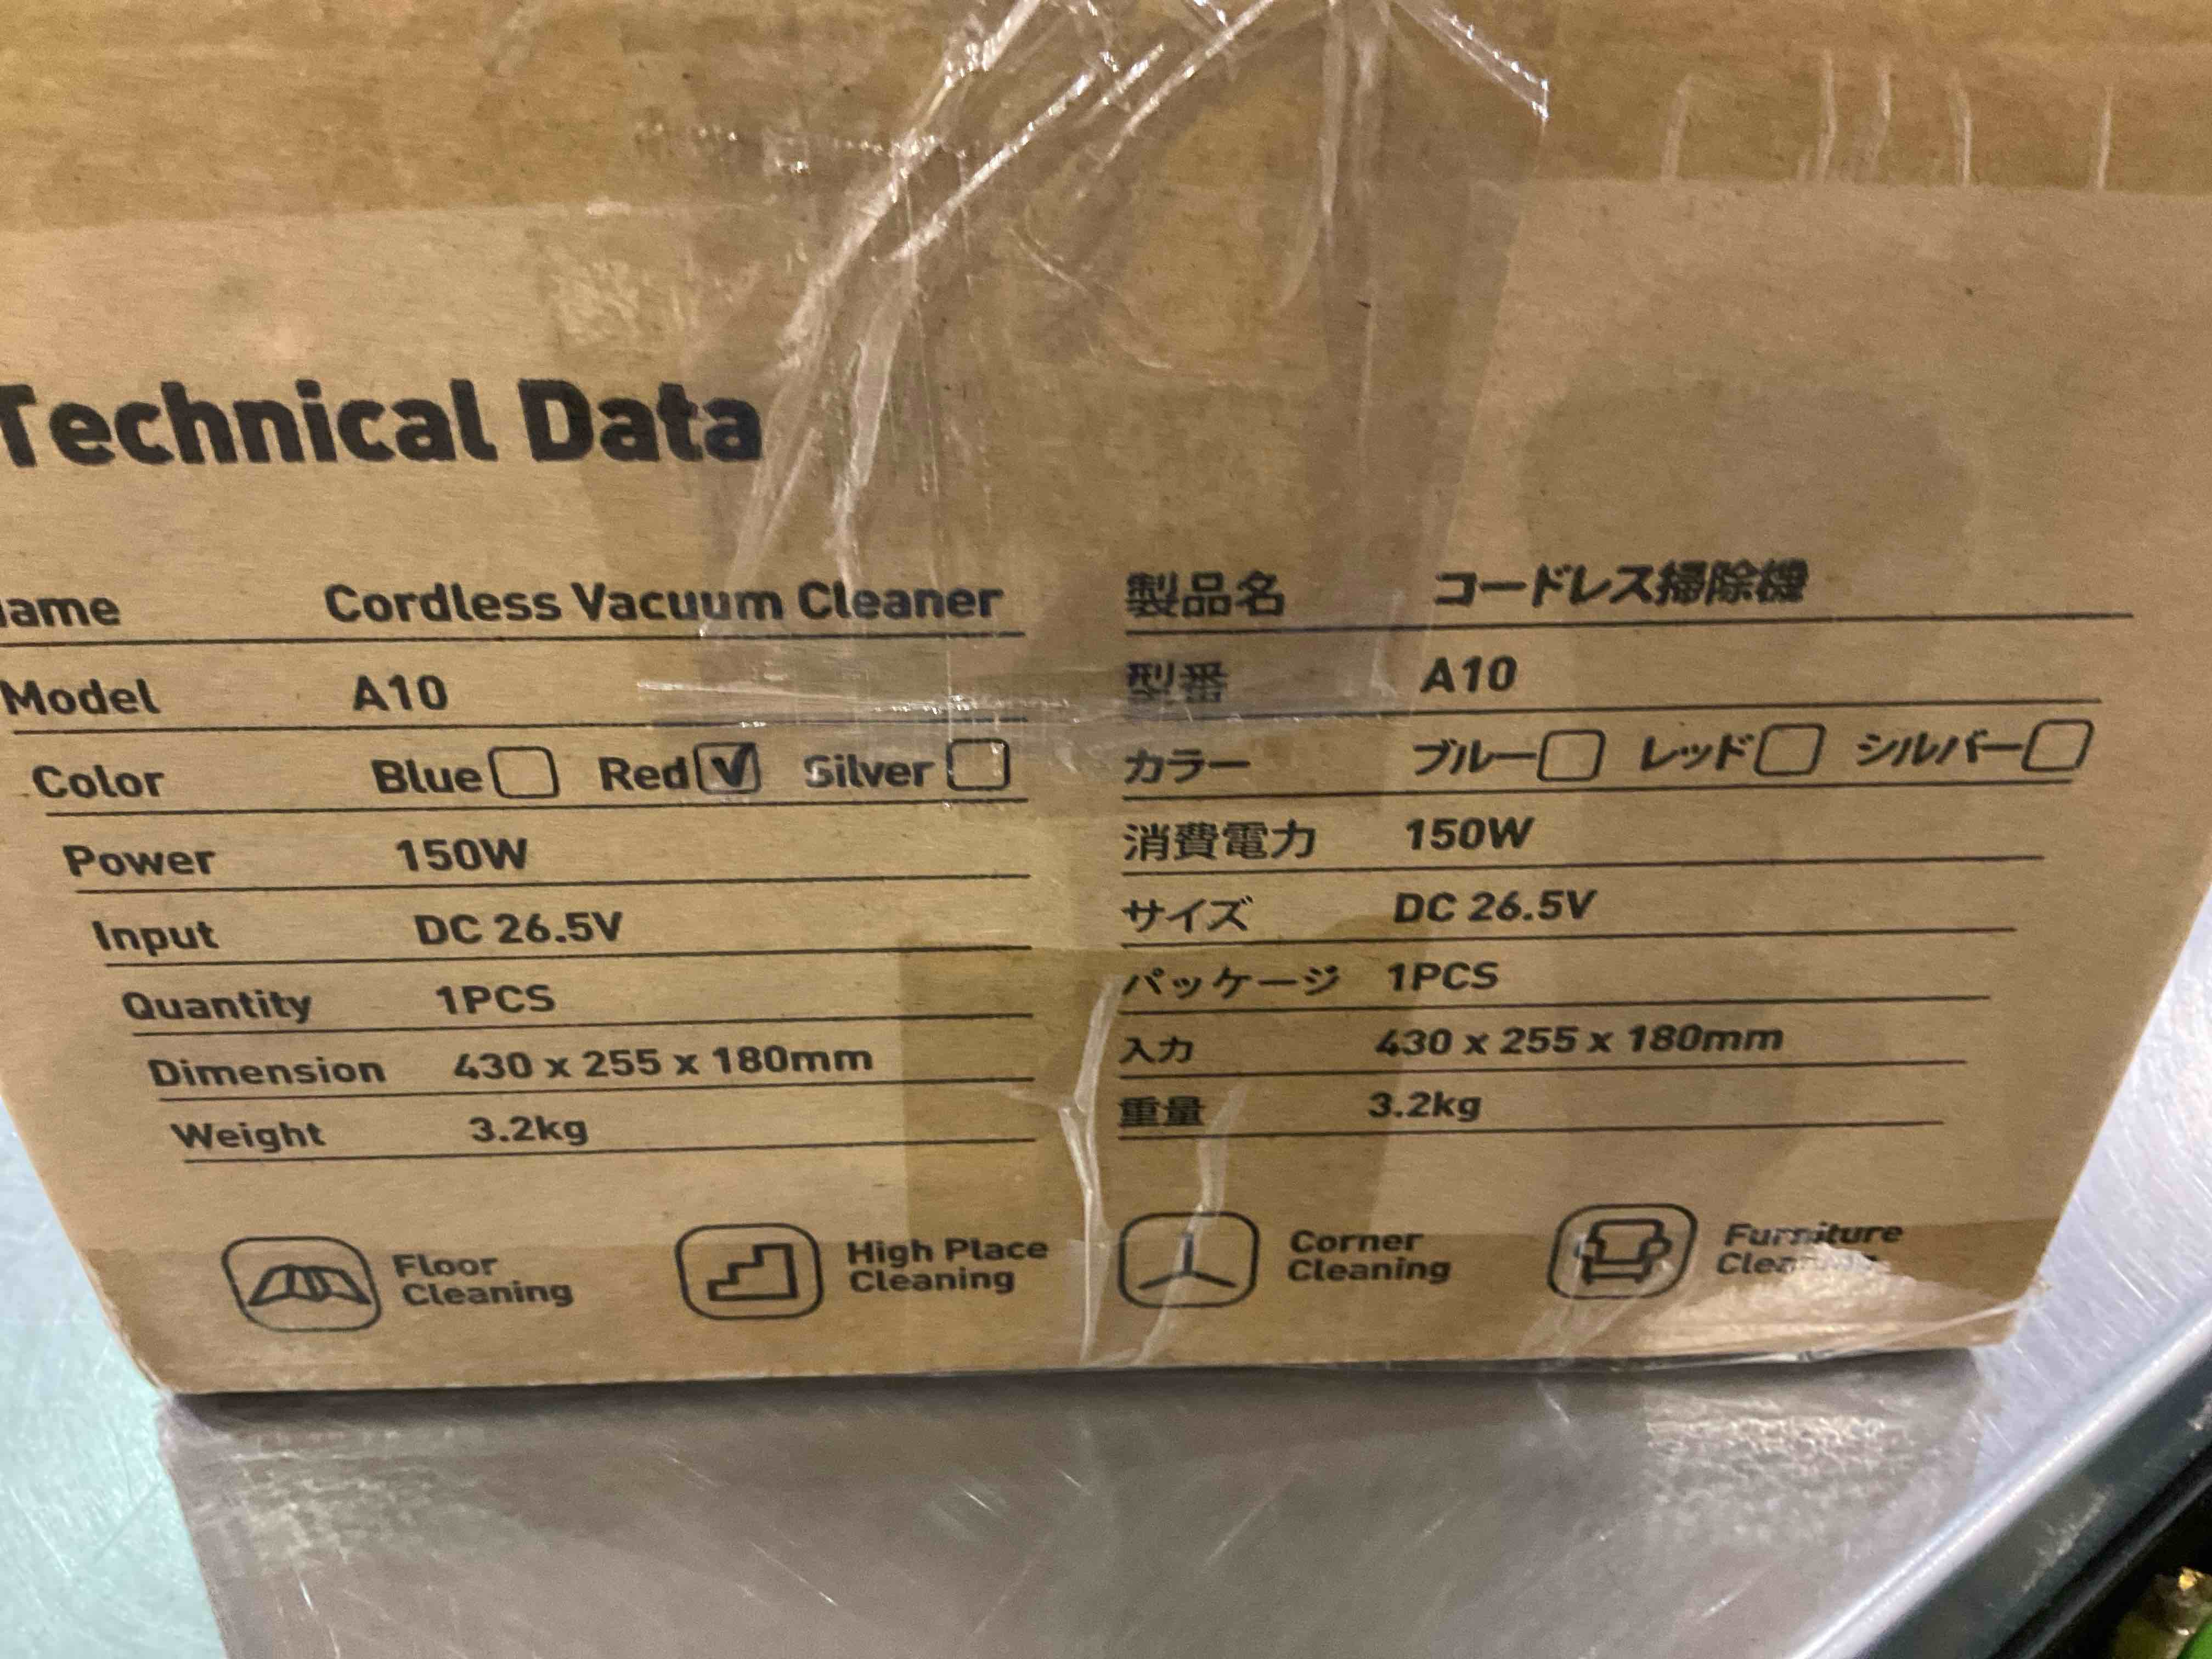 Technical Data
ame Cordless Vacuum Cleaner
Model A10
Color Blue Red Silver
Power 150W
Input DC 26.5V
Quantity 1PCS
Dimension 430 x 255 x 180mm
Weight 3.2kg
製品名 コードレス掃除機
型番 A10
カラー ブルー レッド シルバー
消費電力 150W
サイズ DC 26.5V
パッケージ 1PCS
入力 430 x 255 x 180mm
重量 3.2kg
Floor
Cleaning
High Place
Cleaning
Corner
Cleaning
Furniture